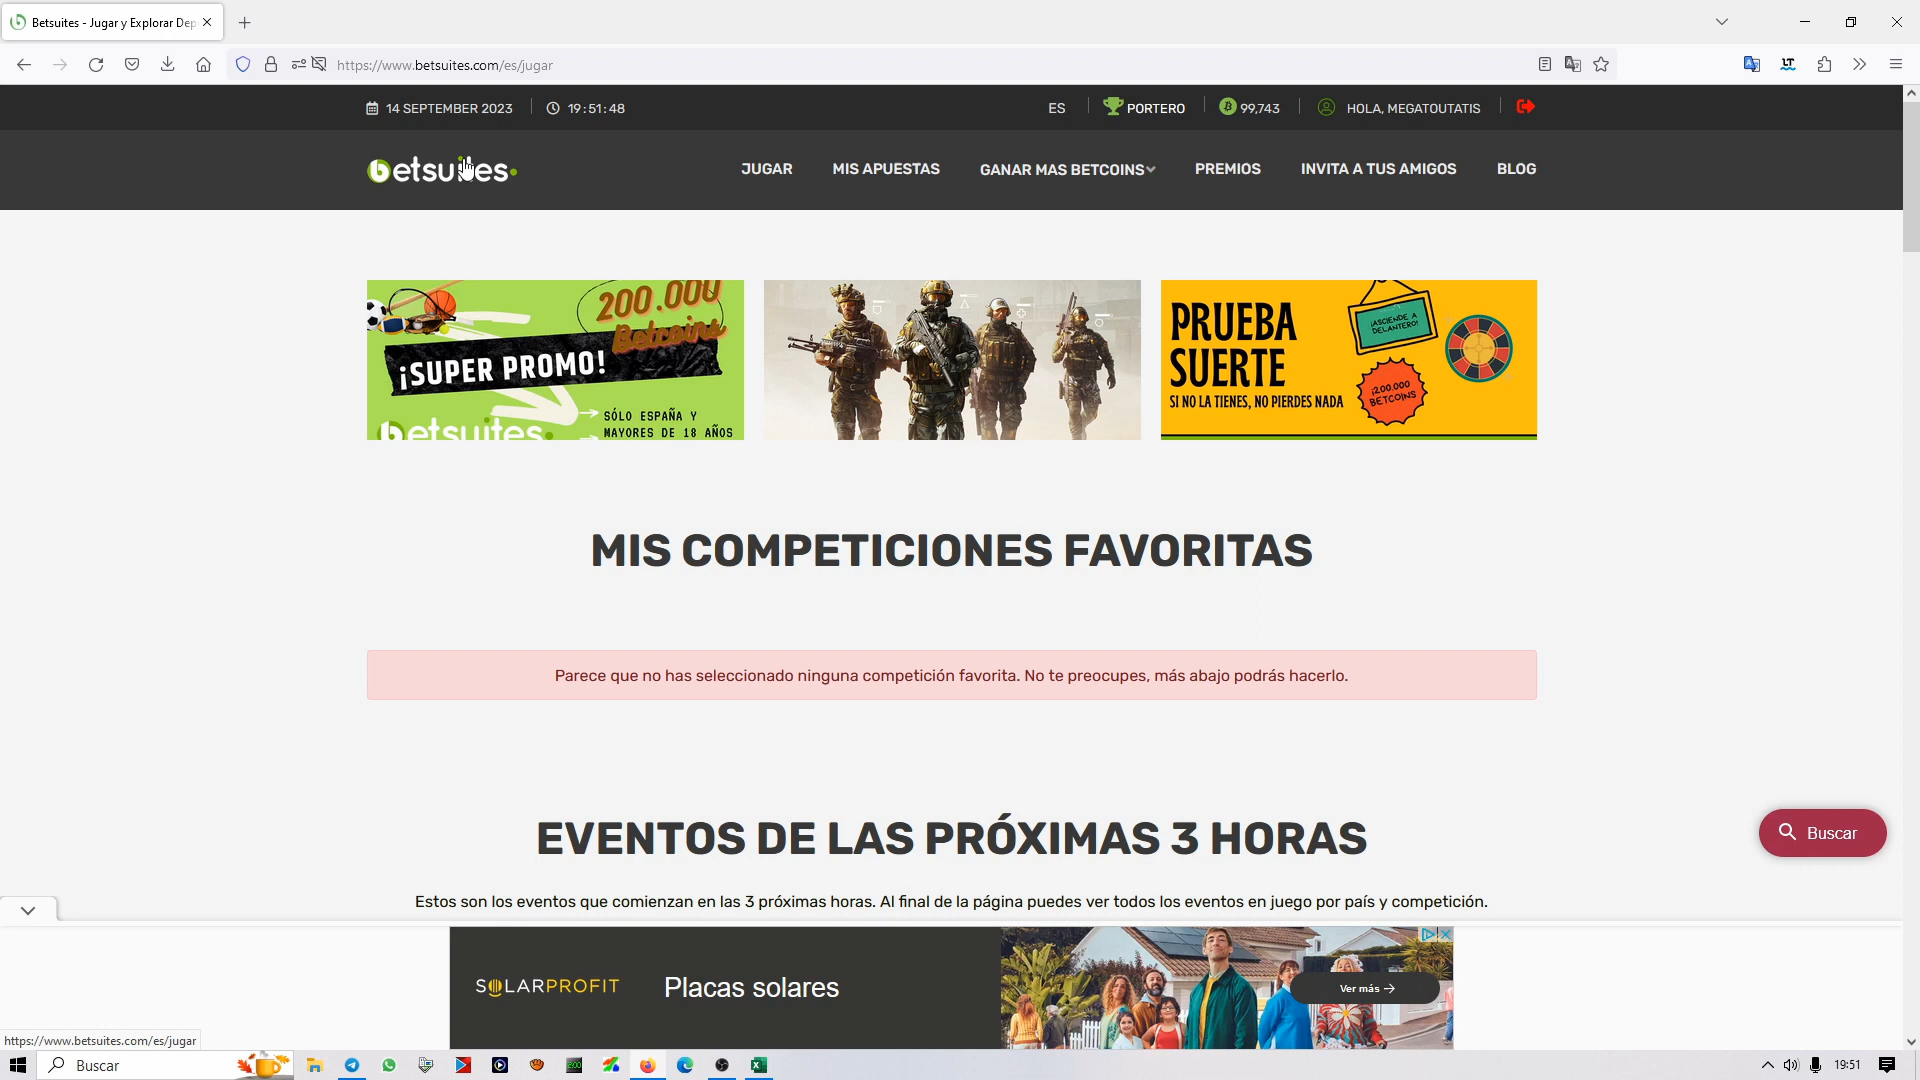 Betsuites - Jugar y Explorar Dep
https://www.betsuites.com/es/jugar
14 SEPTEMBER 2023
19:51:48
ES
PORTERO
99,743
HOLA, MEGATOUTATIS
betsuites
JUGAR
MIS APUESTAS
GANAR MAS BETCOINS
PREMIOS
INVITA A TUS AMIGOS
BLOG
200.000
Betcoins
¡SUPER PROMO!
SÓLO ESPAÑA Y
MAYORES DE 18 AÑOS
betsuites
PRUEBA
SUERTE
SI NO LA TIENES, NO PIERDES NADA
¡ASCIENDE A
DELANTERO!
¡200.000
BETCOINS!
MIS COMPETICIONES FAVORITAS
Parece que no has seleccionado ninguna competición favorita. No te preocupes, más abajo podrás hacerlo.
EVENTOS DE LAS PRÓXIMAS 3 HORAS
Buscar
Estos son los eventos que comienzan en las 3 próximas horas. Al final de la página puedes ver todos los eventos en juego por país y competición.
SOLARPROFIT
Placas solares
Ver más
https://www.betsuites.com/es/jugar
Buscar
19:51